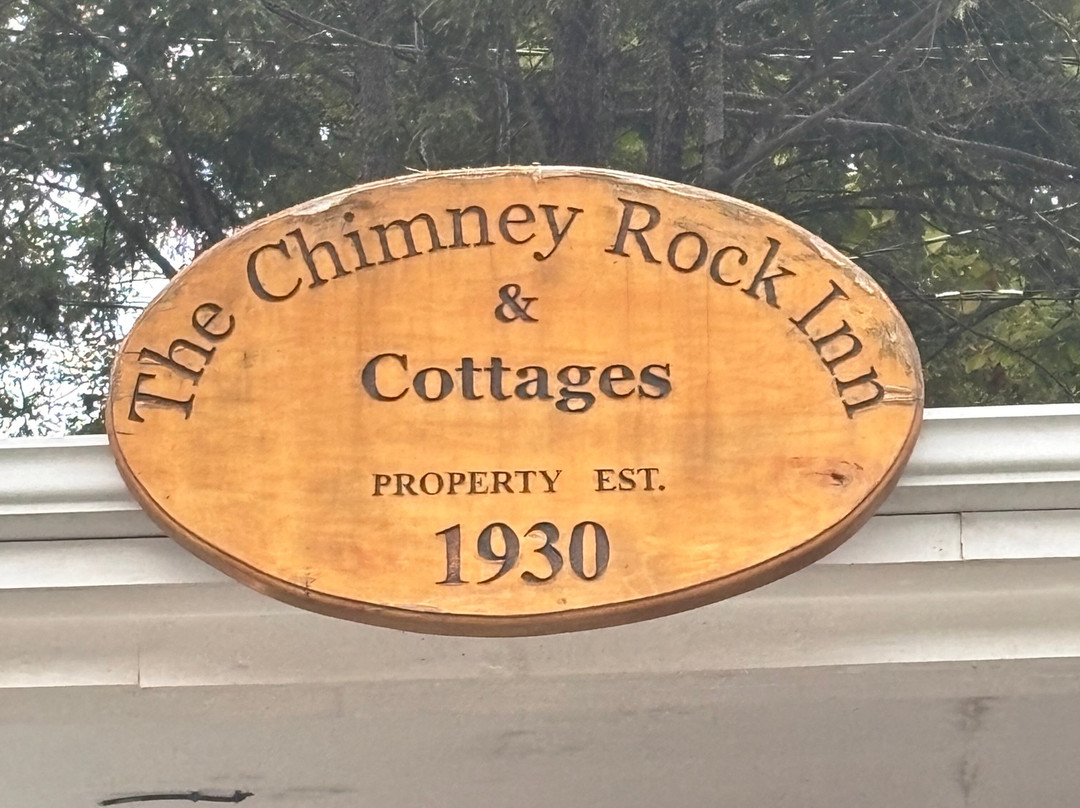 The Chimney Rock Inn
&
Cottages
PROPERTY EST.
1930